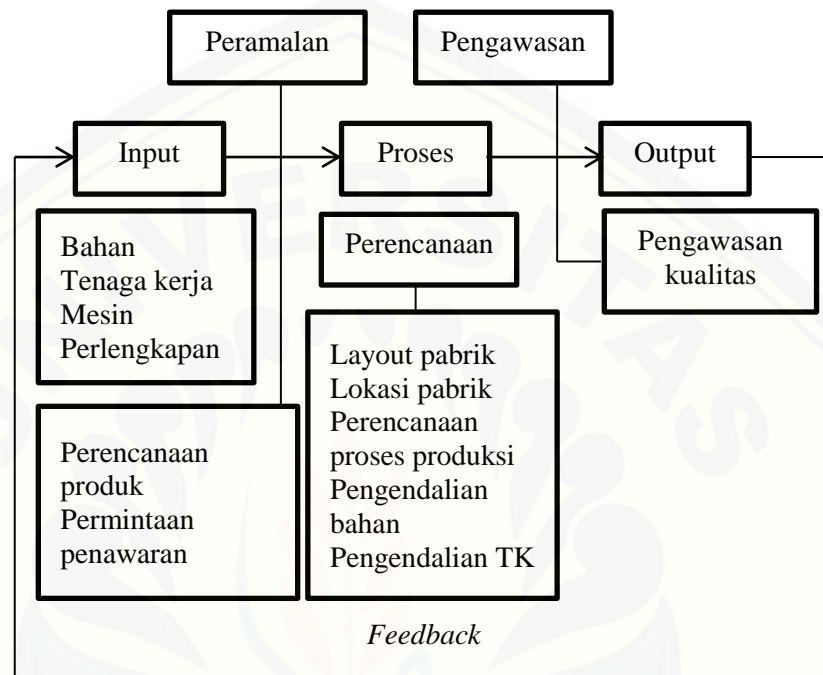 Peramalan
Pengawasan
Input
Proses
Output
Bahan
Tenaga kerja
Mesin
Perlengkapan
Perencanaan
Pengawasan
kualitas
Perencanaan
produk
Permintaan
penawaran
Layout pabrik
Lokasi pabrik
Perencanaan
proses produksi
Pengendalian
bahan
Pengendalian TK
Feedback
UNIVERSITAS